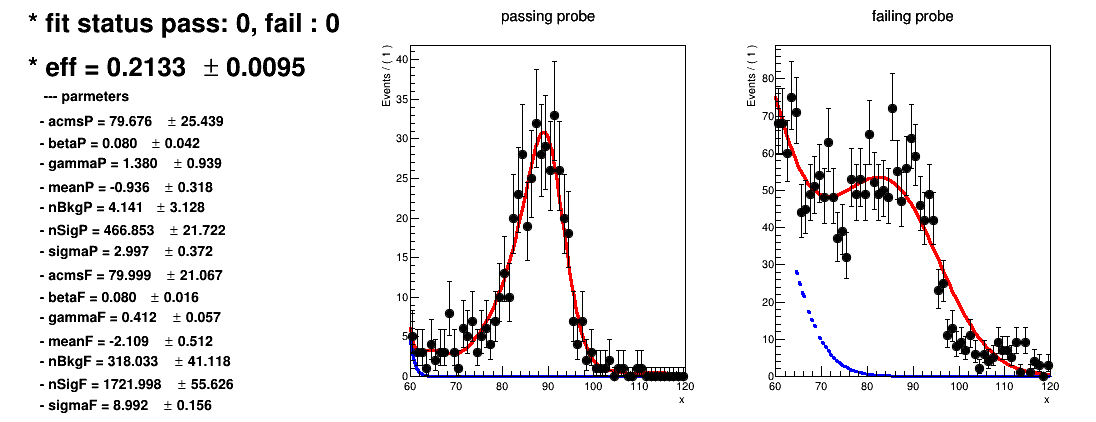 * fit status pass: 0, fail : 0
* eff = 0.2133 ± 0.0095
--- parmeters
- acmsP = 79.676 ± 25.439
- betaP = 0.080 ± 0.042
- gammaP = 1.380 ± 0.939
- meanP = -0.936 ± 0.318
- nBkgP = 4.141 ± 3.128
- nSigP = 466.853 ± 21.722
- sigmaP = 2.997 ± 0.372
- acmsF = 79.999 ± 21.067
- betaF = 0.080 ± 0.016
- gammaF = 0.412 ± 0.057
- meanF = -2.109 ± 0.512
- nBkgF = 318.033 ± 41.118
- nSigF = 1721.998 ± 55.626
- sigmaF = 8.992 ± 0.156
passing probe
Events / ( 1 )
40
35
30
25
20
15
10
5
0
60 70 80 90 100 110 120
x
failing probe
Events / ( 1 )
80
70
60
50
40
30
20
10
0
60 70 80 90 100 110 120
x